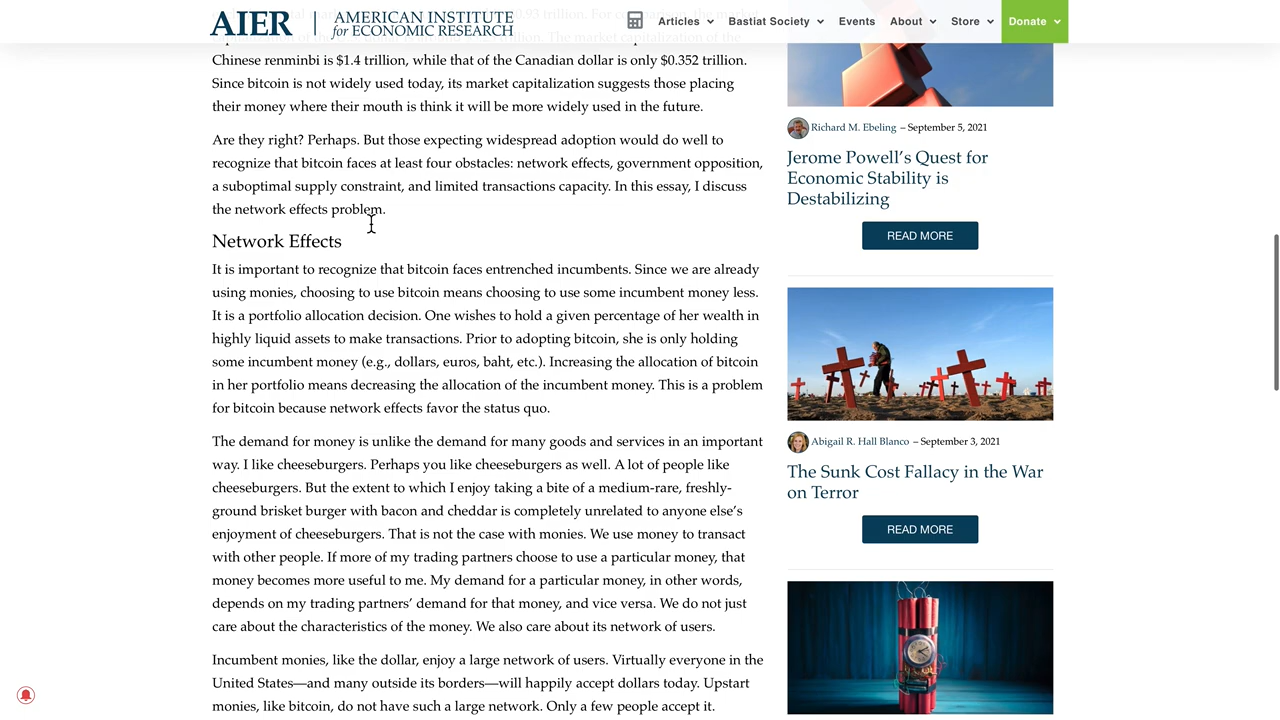 AIER
AMERICAN INSTITUTE
for ECONOMIC RESEARCH
Articles
Bastiat Society
Events
About
Store
Donate
Chinese renminbi is $1.4 trillion, while that of the Canadian dollar is only $0.352 trillion.
Since bitcoin is not widely used today, its market capitalization suggests those placing
their money where their mouth is think it will be more widely used in the future.
Are they right? Perhaps. But those expecting widespread adoption would do well to
recognize that bitcoin faces at least four obstacles: network effects, government opposition,
a suboptimal supply constraint, and limited transactions capacity. In this essay, I discuss
the network effects problem.
Network Effects
It is important to recognize that bitcoin faces entrenched incumbents. Since we are already
using monies, choosing to use bitcoin means choosing to use some incumbent money less.
It is a portfolio allocation decision. One wishes to hold a given percentage of her wealth in
highly liquid assets to make transactions. Prior to adopting bitcoin, she is only holding
some incumbent money (e.g., dollars, euros, baht, etc.). Increasing the allocation of bitcoin
in her portfolio means decreasing the allocation of the incumbent money. This is a problem
for bitcoin because network effects favor the status quo.
The demand for money is unlike the demand for many goods and services in an important
way. I like cheeseburgers. Perhaps you like cheeseburgers as well. A lot of people like
cheeseburgers. But the extent to which I enjoy taking a bite of a medium-rare, freshly-
ground brisket burger with bacon and cheddar is completely unrelated to anyone else's
enjoyment of cheeseburgers. That is not the case with monies. We use money to transact
with other people. If more of my trading partners choose to use a particular money, that
money becomes more useful to me. My demand for a particular money, in other words,
depends on my trading partners' demand for that money, and vice versa. We do not just
care about the characteristics of the money. We also care about its network of users.
Incumbent monies, like the dollar, enjoy a large network of users. Virtually everyone in the
United States—and many outside its borders—will happily accept dollars today. Upstart
monies, like bitcoin, do not have such a large network. Only a few people accept it.
Richard M. Ebeling – September 5, 2021
Jerome Powell's Quest for
Economic Stability is
Destabilizing
READ MORE
Abigail R. Hall Blanco – September 3, 2021
The Sunk Cost Fallacy in the War
on Terror
READ MORE